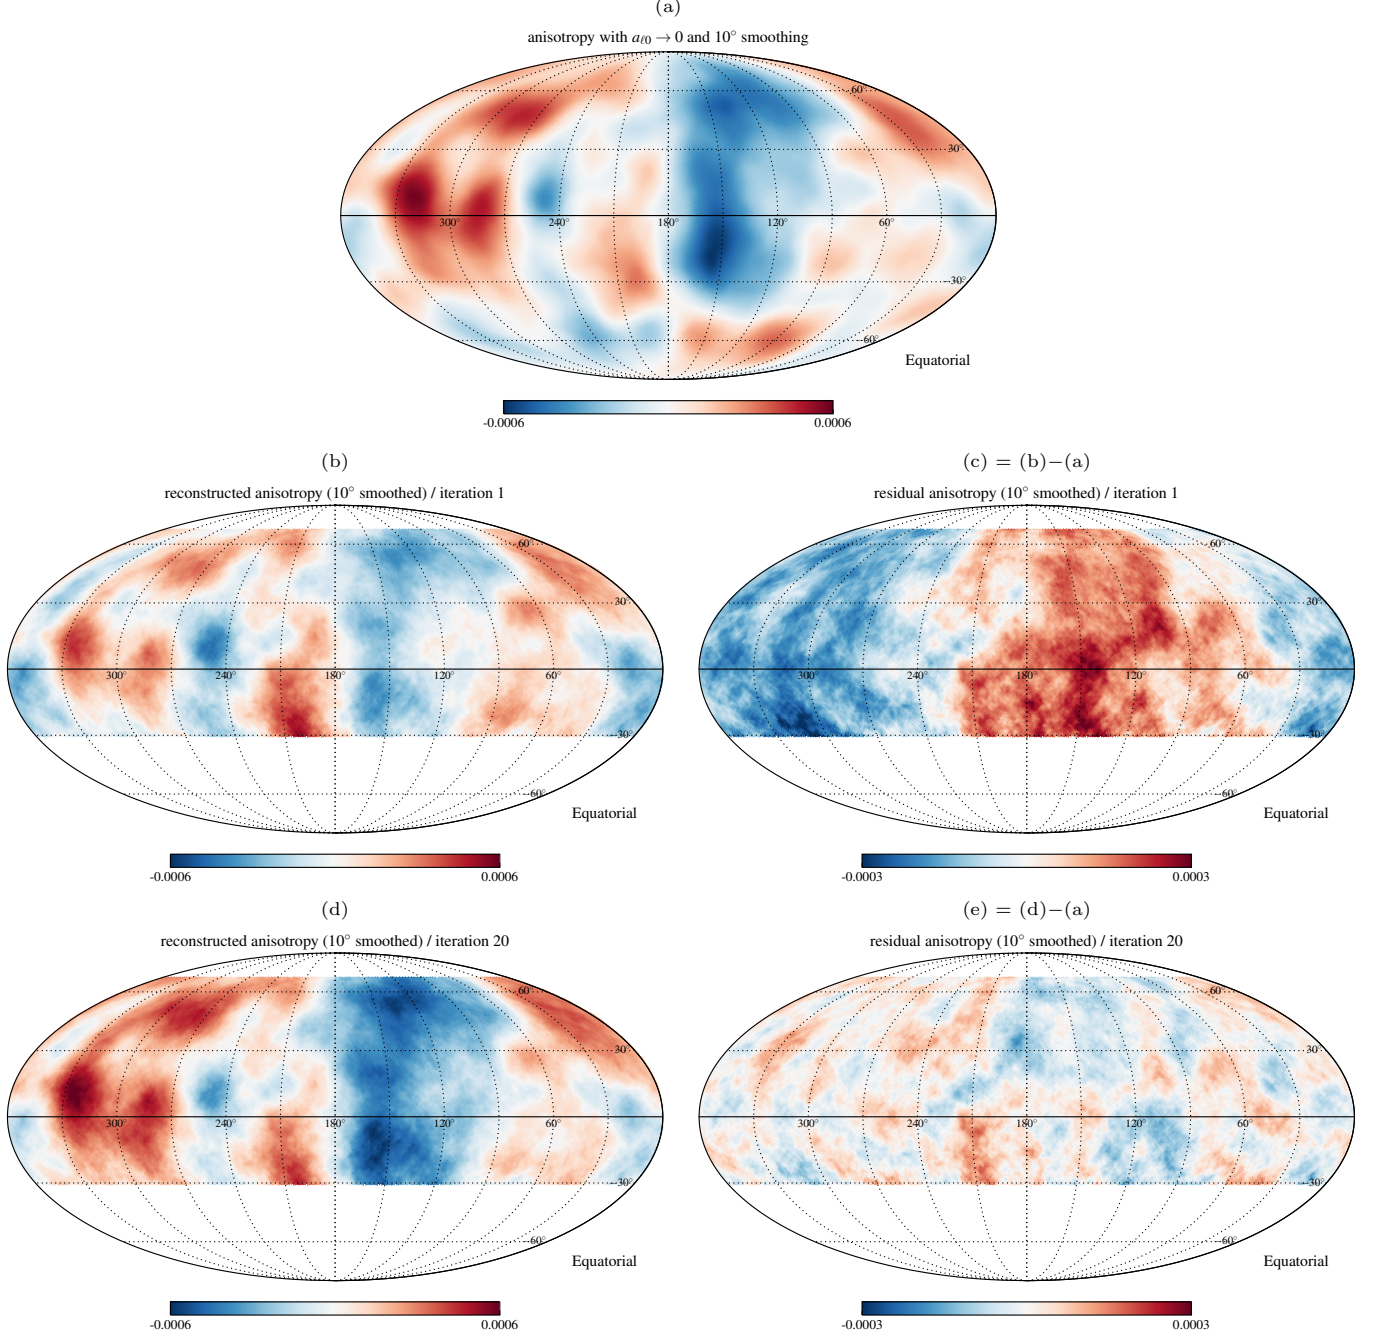 (a)
anisotropy with aℓ0 → 0 and 10° smoothing
60°
30°
300° 240° 180° 120° 60°
−30°
−60°
Equatorial
-0.0006 0.0006
(b) (c) = (b)−(a)
reconstructed anisotropy (10° smoothed) / iteration 1 residual anisotropy (10° smoothed) / iteration 1
60° 60°
30° 30°
300° 240° 180° 120° 60° 300° 240° 180° 120° 60°
−30° −30°
−60° −60°
Equatorial Equatorial
-0.0006 0.0006 -0.0003 0.0003
(d) (e) = (d)−(a)
reconstructed anisotropy (10° smoothed) / iteration 20 residual anisotropy (10° smoothed) / iteration 20
60° 60°
30° 30°
300° 240° 180° 120° 60° 300° 240° 180° 120° 60°
−30° −30°
−60° −60°
Equatorial Equatorial
-0.0006 0.0006 -0.0003 0.0003